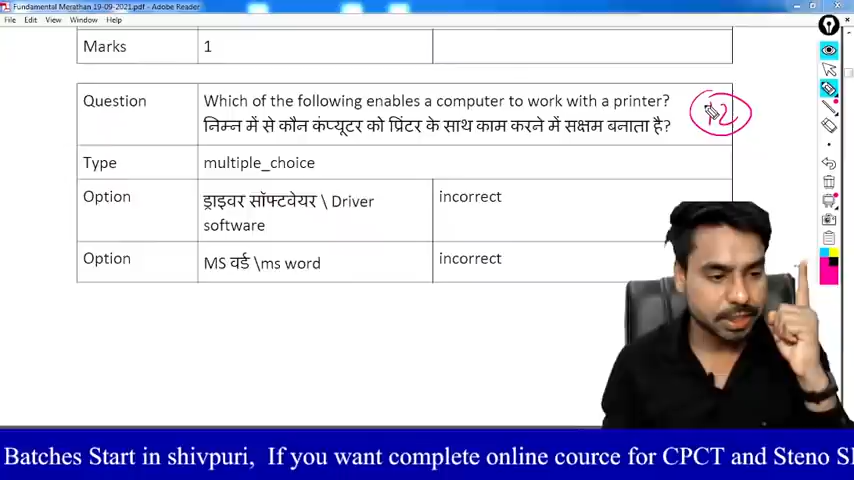 Fundamental Merathan 19-09-2021.pdf - Adobe Reader
File Edit View Window Help
Marks 1
Question Which of the following enables a computer to work with a printer?
निम्न में से कौन कंप्यूटर को प्रिंटर के साथ काम करने में सक्षम बनाता है?
12
Type multiple_choice
Option ड्राइवर सॉफ्टवेयर \ Driver incorrect
software
Option MS वर्ड \ms word incorrect
Batches Start in shivpuri, If you want complete online cource for CPCT and Steno S